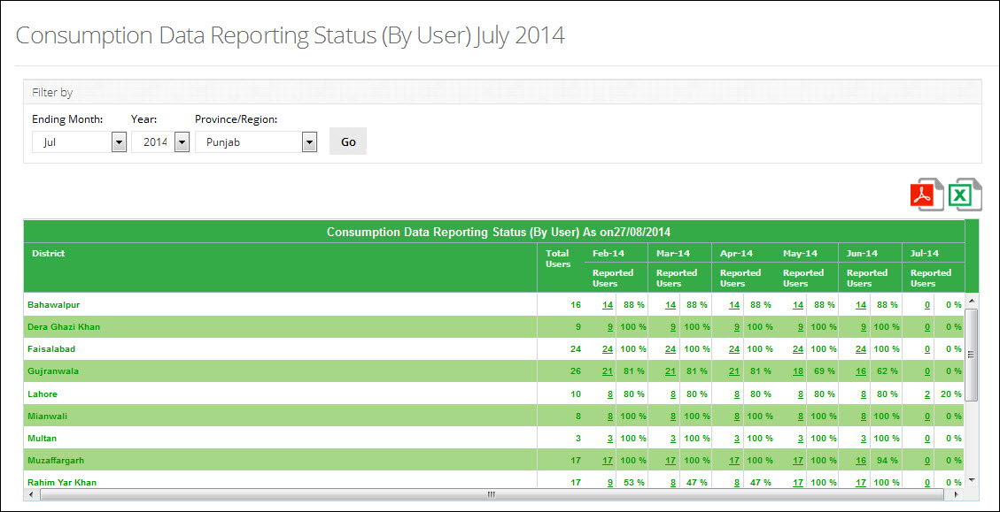 Consumption Data Reporting Status (By User) July 2014
Filter by
Ending Month: Year: Province/Region:
Jul 2014 Punjab Go
Consumption Data Reporting Status (By User) As on27/08/2014
District Total Users Feb-14 Mar-14 Apr-14 May-14 Jun-14 Jul-14
Reported Users Reported Users Reported Users Reported Users Reported Users Reported Users
Bahawalpur 16 14 88 % 14 88 % 14 88 % 14 88 % 14 88 % 0 0 %
Dera Ghazi Khan 9 9 100 % 9 100 % 9 100 % 9 100 % 9 100 % 0 0 %
Faisalabad 24 24 100 % 24 100 % 24 100 % 24 100 % 24 100 % 0 0 %
Gujranwala 26 21 81 % 21 81 % 21 81 % 18 69 % 16 62 % 0 0 %
Lahore 10 8 80 % 8 80 % 8 80 % 8 80 % 8 80 % 2 20 %
Mianwali 8 8 100 % 8 100 % 8 100 % 8 100 % 8 100 % 0 0 %
Multan 3 3 100 % 3 100 % 3 100 % 3 100 % 3 100 % 0 0 %
Muzaffargarh 17 17 100 % 17 100 % 17 100 % 17 100 % 16 94 % 0 0 %
Rahim Yar Khan 17 9 53 % 8 47 % 8 47 % 17 100 % 17 100 % 0 0 %